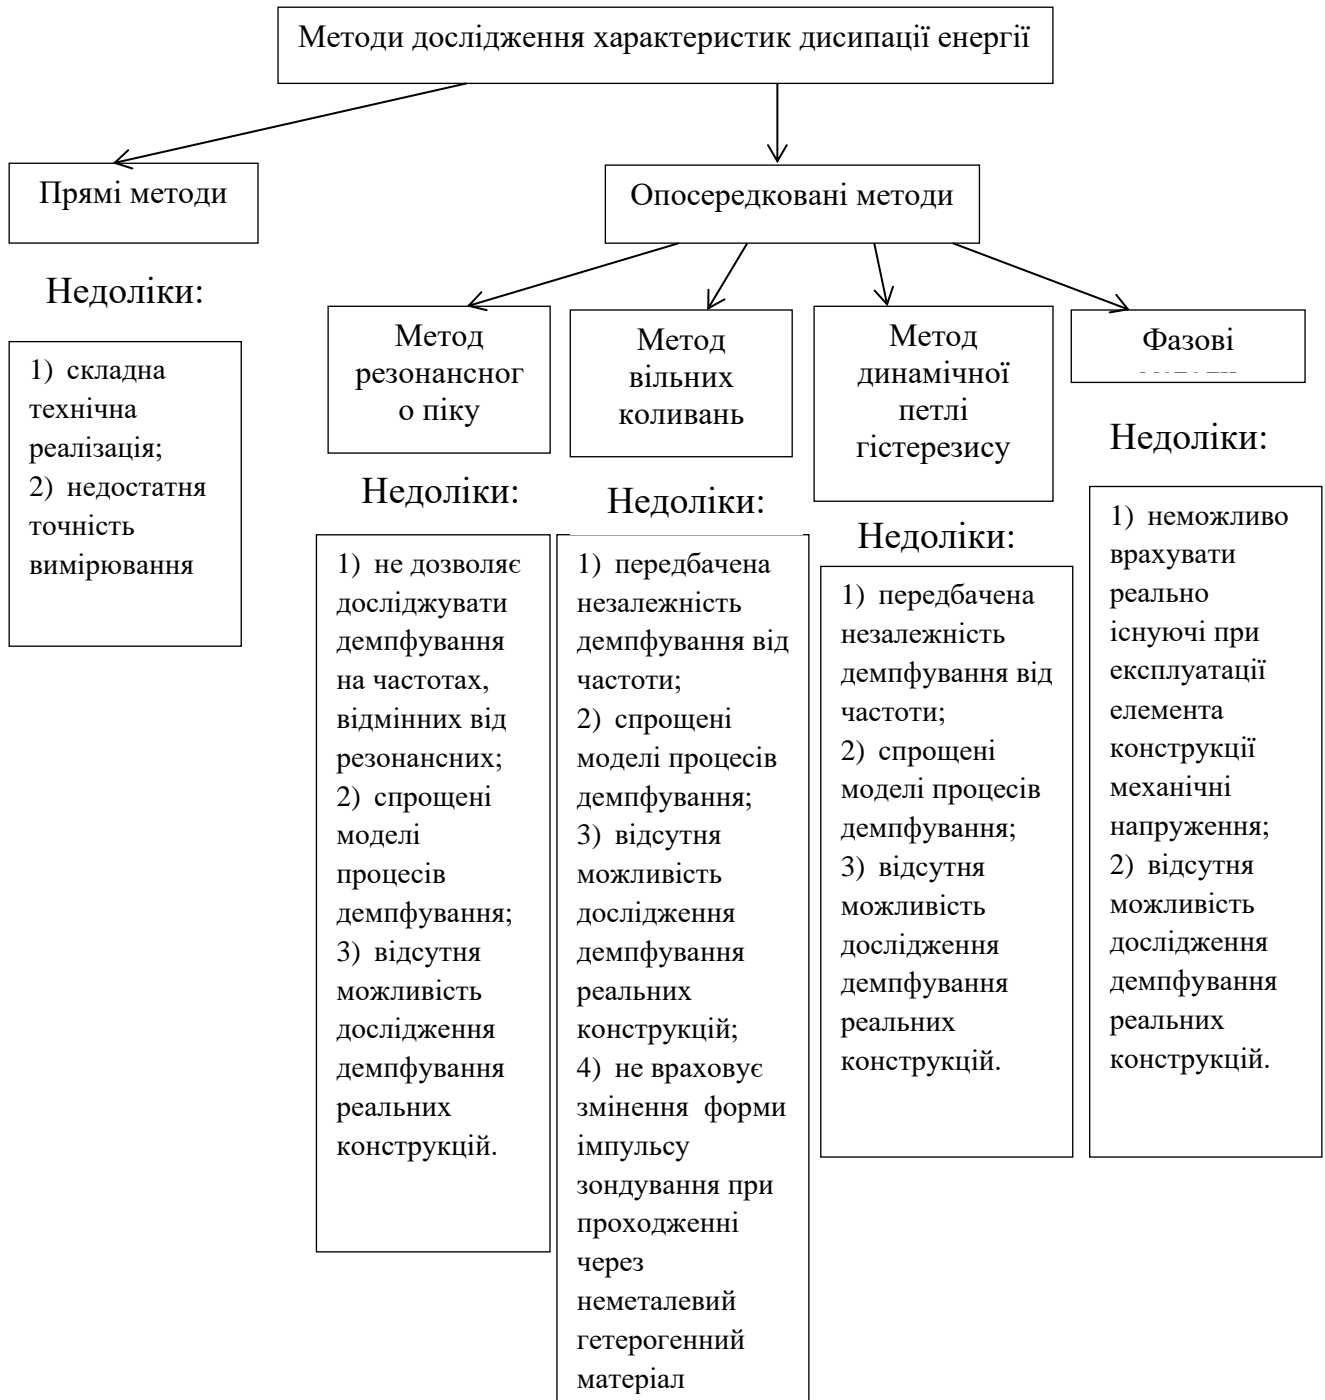 Методи дослідження характеристик дисипації енергії
Прямі методи
Опосередковані методи
Недоліки:
1) складна
технічна
реалізація;
2) недостатня
точність
вимірювання
Метод
резонансног
о піку
Недоліки:
1) не дозволяє
досліджувати
демпфування
на частотах,
відмінних від
резонансних;
2) спрощені
моделі
процесів
демпфування;
3) відсутня
можливість
дослідження
демпфування
реальних
конструкцій.
Метод
вільних
коливань
Недоліки:
1) передбачена
незалежність
демпфування від
частоти;
2) спрощені
моделі процесів
демпфування;
3) відсутня
можливість
дослідження
демпфування
реальних
конструкцій;
4) не враховує
змінення форми
імпульсу
зондування при
проходженні
через
неметалевий
гетерогенний
матеріал
Метод
динамічної
петлі
гістерезису
Недоліки:
1) передбачена
незалежність
демпфування від
частоти;
2) спрощені
моделі процесів
демпфування;
3) відсутня
можливість
дослідження
демпфування
реальних
конструкцій.
Фазові
Недоліки:
1) неможливо
врахувати
реально
існуючі при
експлуатації
елемента
конструкції
механічні
напруження;
2) відсутня
можливість
дослідження
демпфування
реальних
конструкцій.